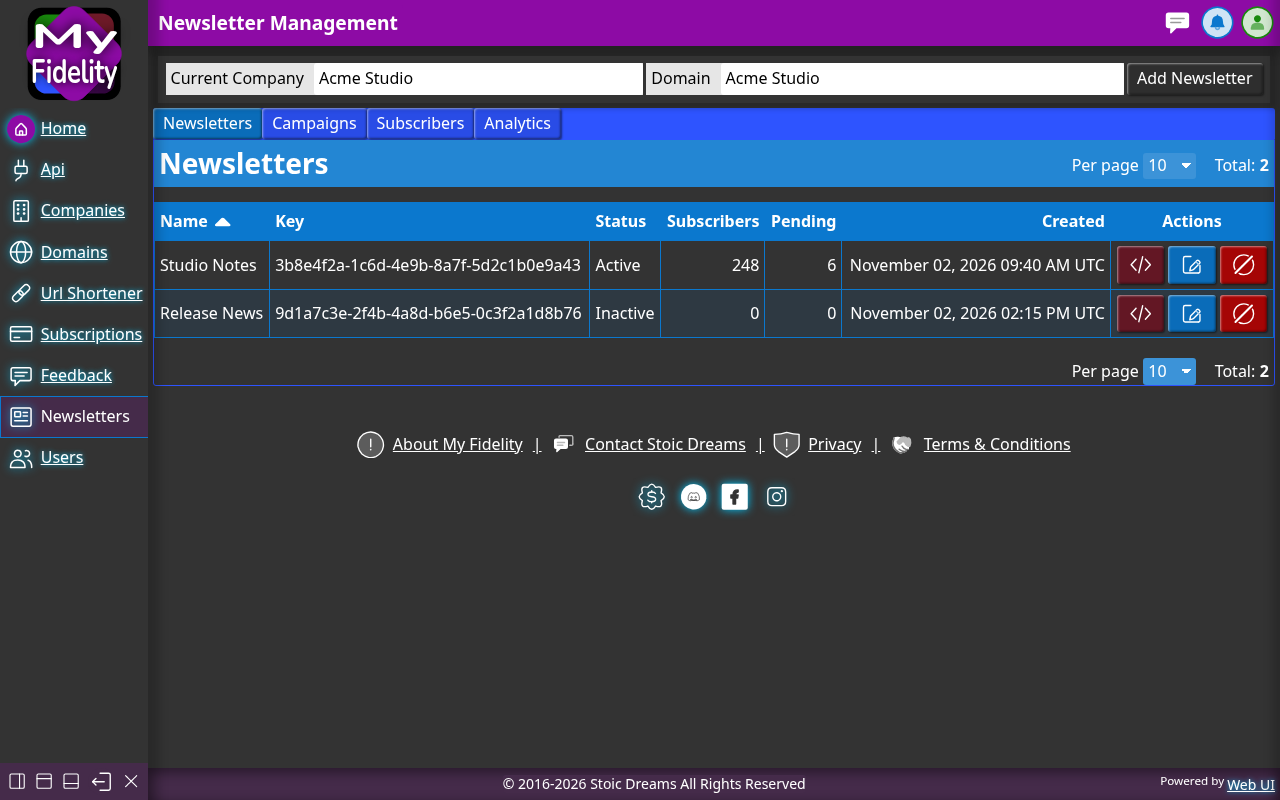 My
Fidelity
Newsletter Management
Home
Api
Companies
Domains
Url Shortener
Subscriptions
Feedback
Newsletters
Users
Current Company Acme Studio Domain Acme Studio Add Newsletter
Newsletters Campaigns Subscribers Analytics
Newsletters Per page 10 Total: 2
Name Key Status Subscribers Pending Created Actions
Studio Notes 3b8e4f2a-1c6d-4e9b-8a7f-5d2c1b0e9a43 Active 248 6 November 02, 2026 09:40 AM UTC
Release News 9d1a7c3e-2f4b-4a8d-b6e5-0c3f2a1d8b76 Inactive 0 0 November 02, 2026 02:15 PM UTC
Per page 10 Total: 2
About My Fidelity | Contact Stoic Dreams | Privacy | Terms & Conditions
© 2016-2026 Stoic Dreams All Rights Reserved
Powered by Web UI